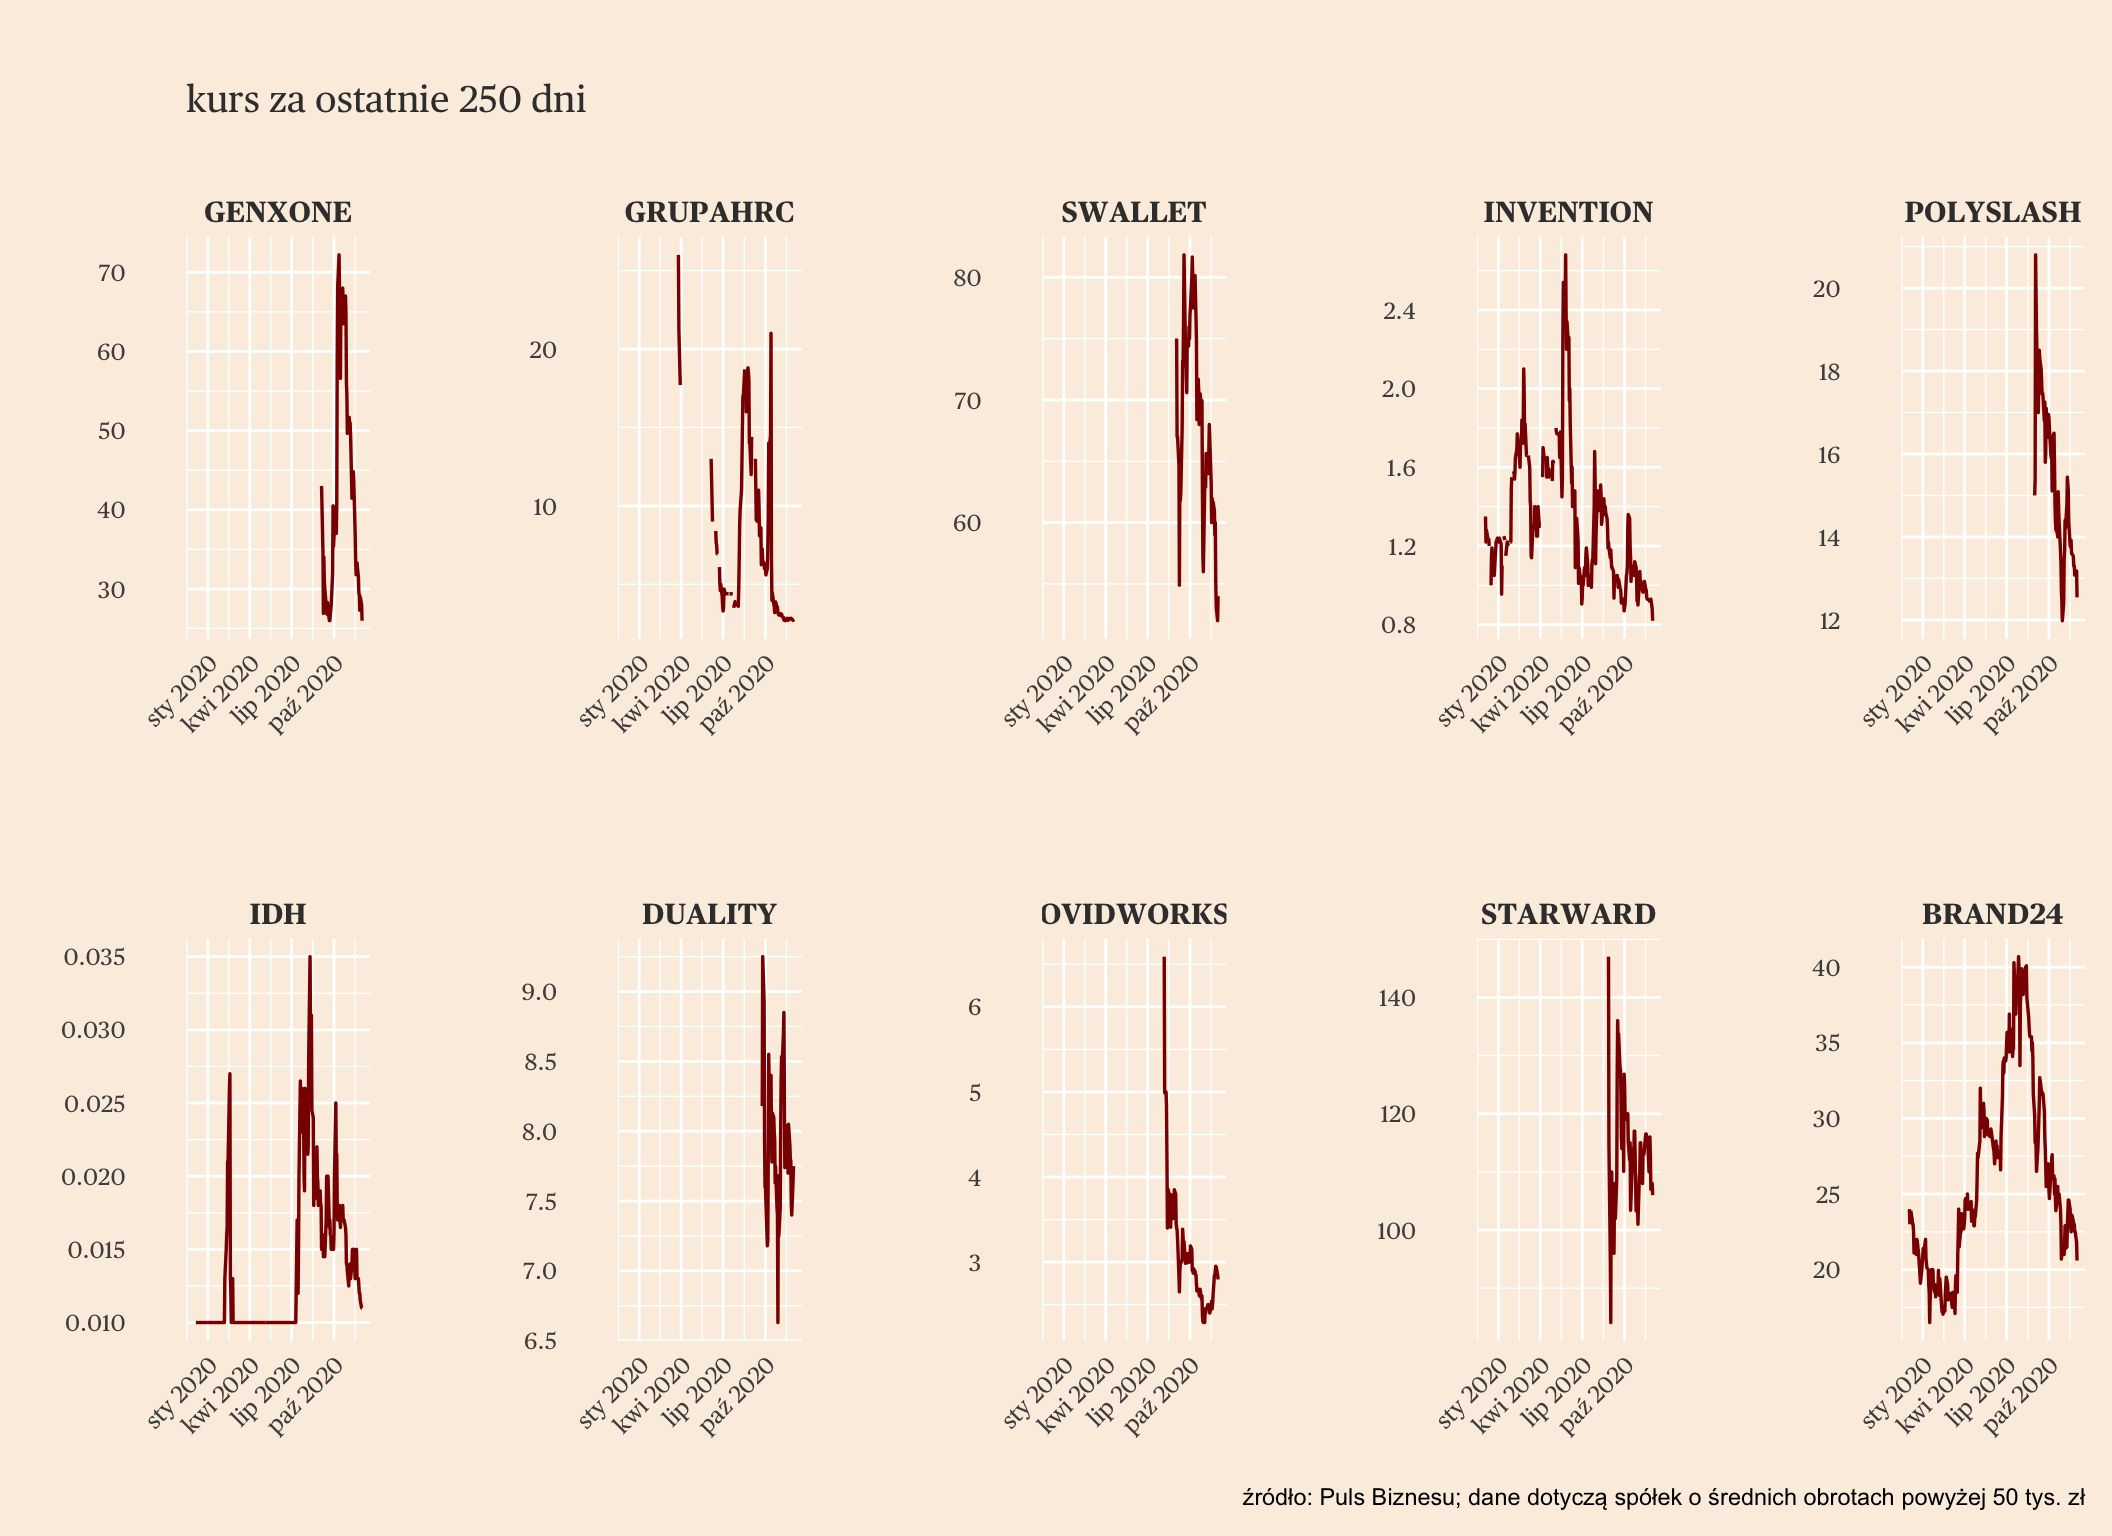 kurs za ostatnie 250 dni
GENXONE
GRUPAHRC
SWALLET
INVENTION
POLYSLASH
70
60
50
40
30
20
10
80
70
60
2.4
2.0
1.6
1.2
0.8
20
18
16
14
12
sty 2020
kwi 2020
lip 2020
paź 2020
sty 2020
kwi 2020
lip 2020
paź 2020
sty 2020
kwi 2020
lip 2020
paź 2020
sty 2020
kwi 2020
lip 2020
paź 2020
sty 2020
kwi 2020
lip 2020
paź 2020
IDH
DUALITY
OVIDWORKS
STARWARD
BRAND24
0.035
0.030
0.025
0.020
0.015
0.010
9.0
8.5
8.0
7.5
7.0
6.5
6
5
4
3
140
120
100
40
35
30
25
20
sty 2020
kwi 2020
lip 2020
paź 2020
sty 2020
kwi 2020
lip 2020
paź 2020
sty 2020
kwi 2020
lip 2020
paź 2020
sty 2020
kwi 2020
lip 2020
paź 2020
sty 2020
kwi 2020
lip 2020
paź 2020
źródło: Puls Biznesu; dane dotyczą spółek o średnich obrotach powyżej 50 tys. zł